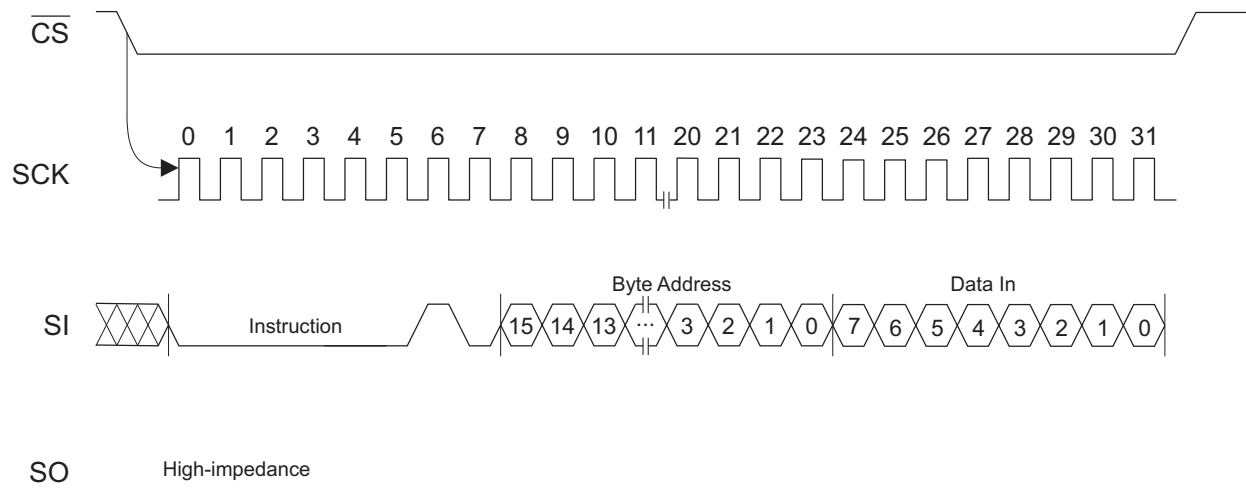 CS
0 1 2 3 4 5 6 7 8 9 10 11 20 21 22 23 24 25 26 27 28 29 30 31
SCK
Byte Address Data In
SI Instruction 15 14 13 ... 3 2 1 0 7 6 5 4 3 2 1 0
SO High-impedance